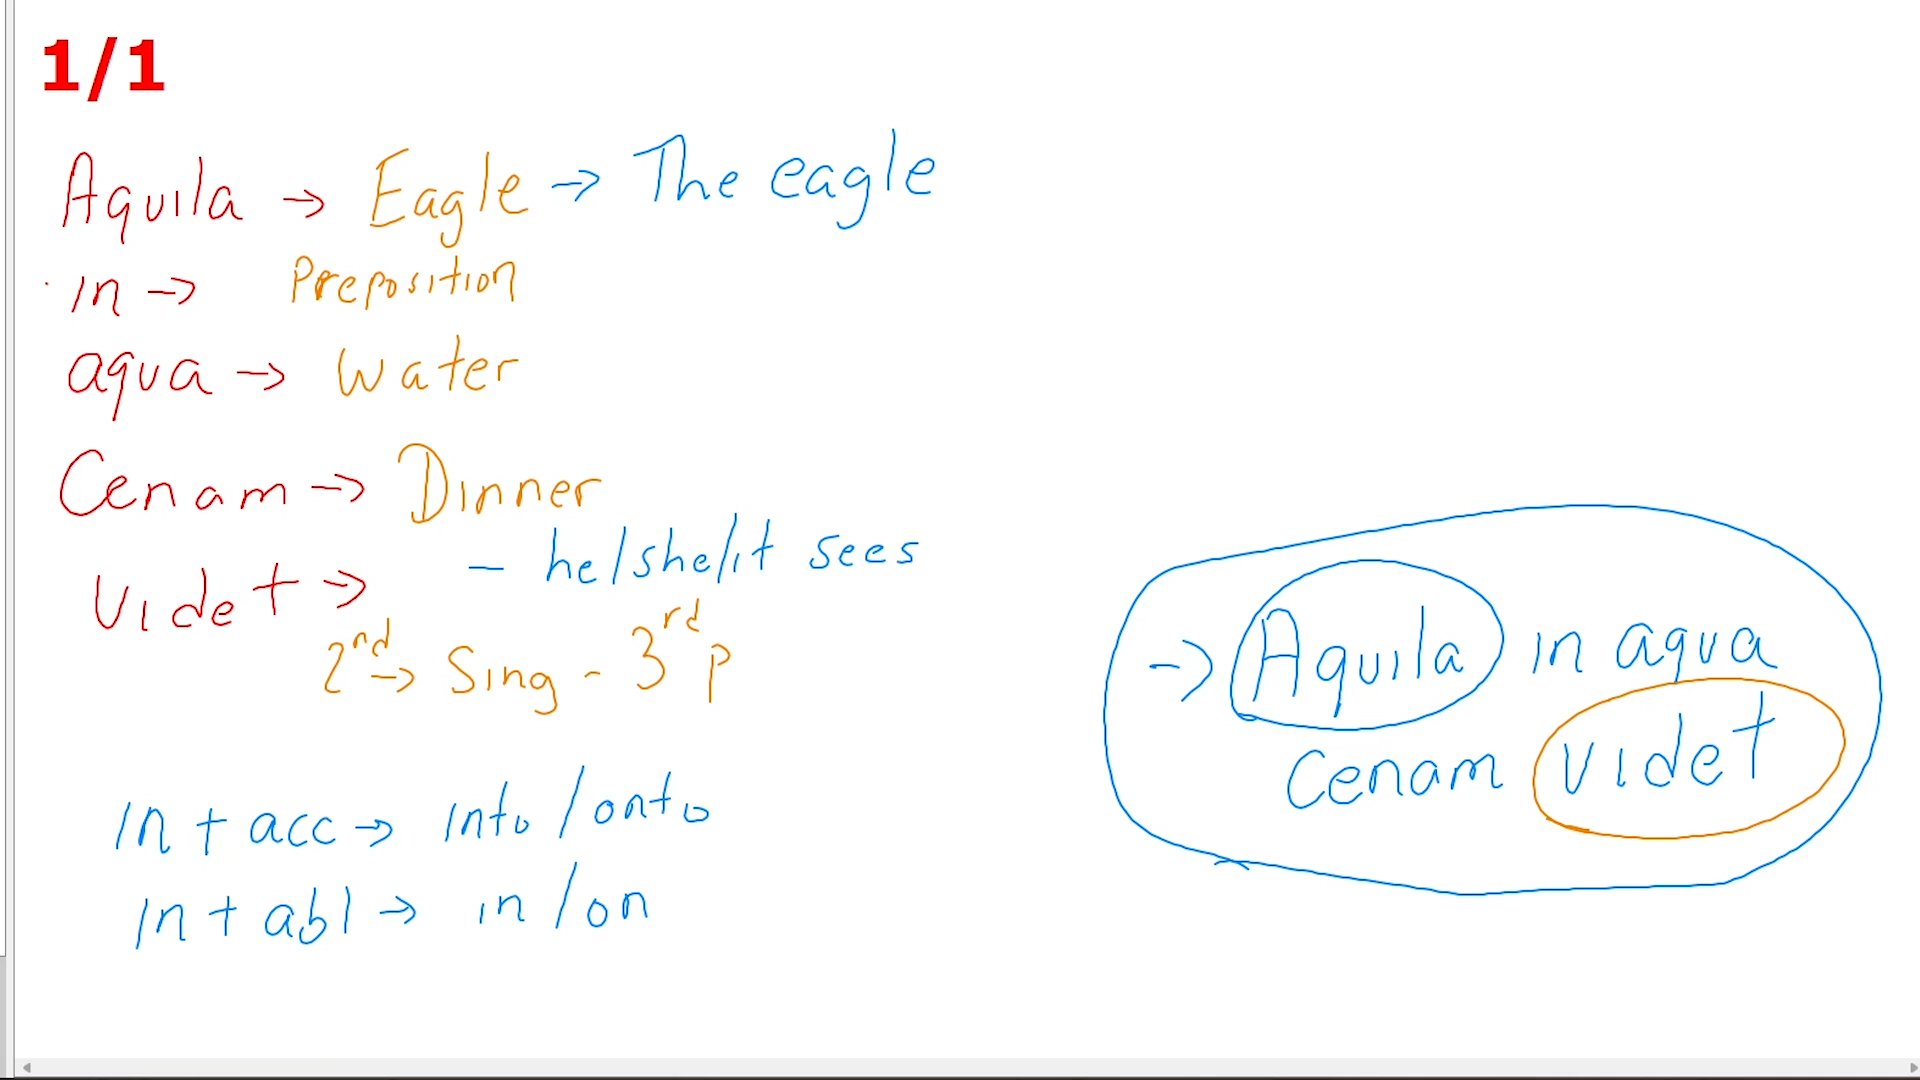 1/1
Aquila → Eagle → The eagle
in → Preposition
aqua → water
Cenam → Dinner
- he/she/it sees
videt →
2nd → Sing - 3rd p
→ Aquila in aqua
Cenam videt
in + acc → into/onto
in + abl → in/on